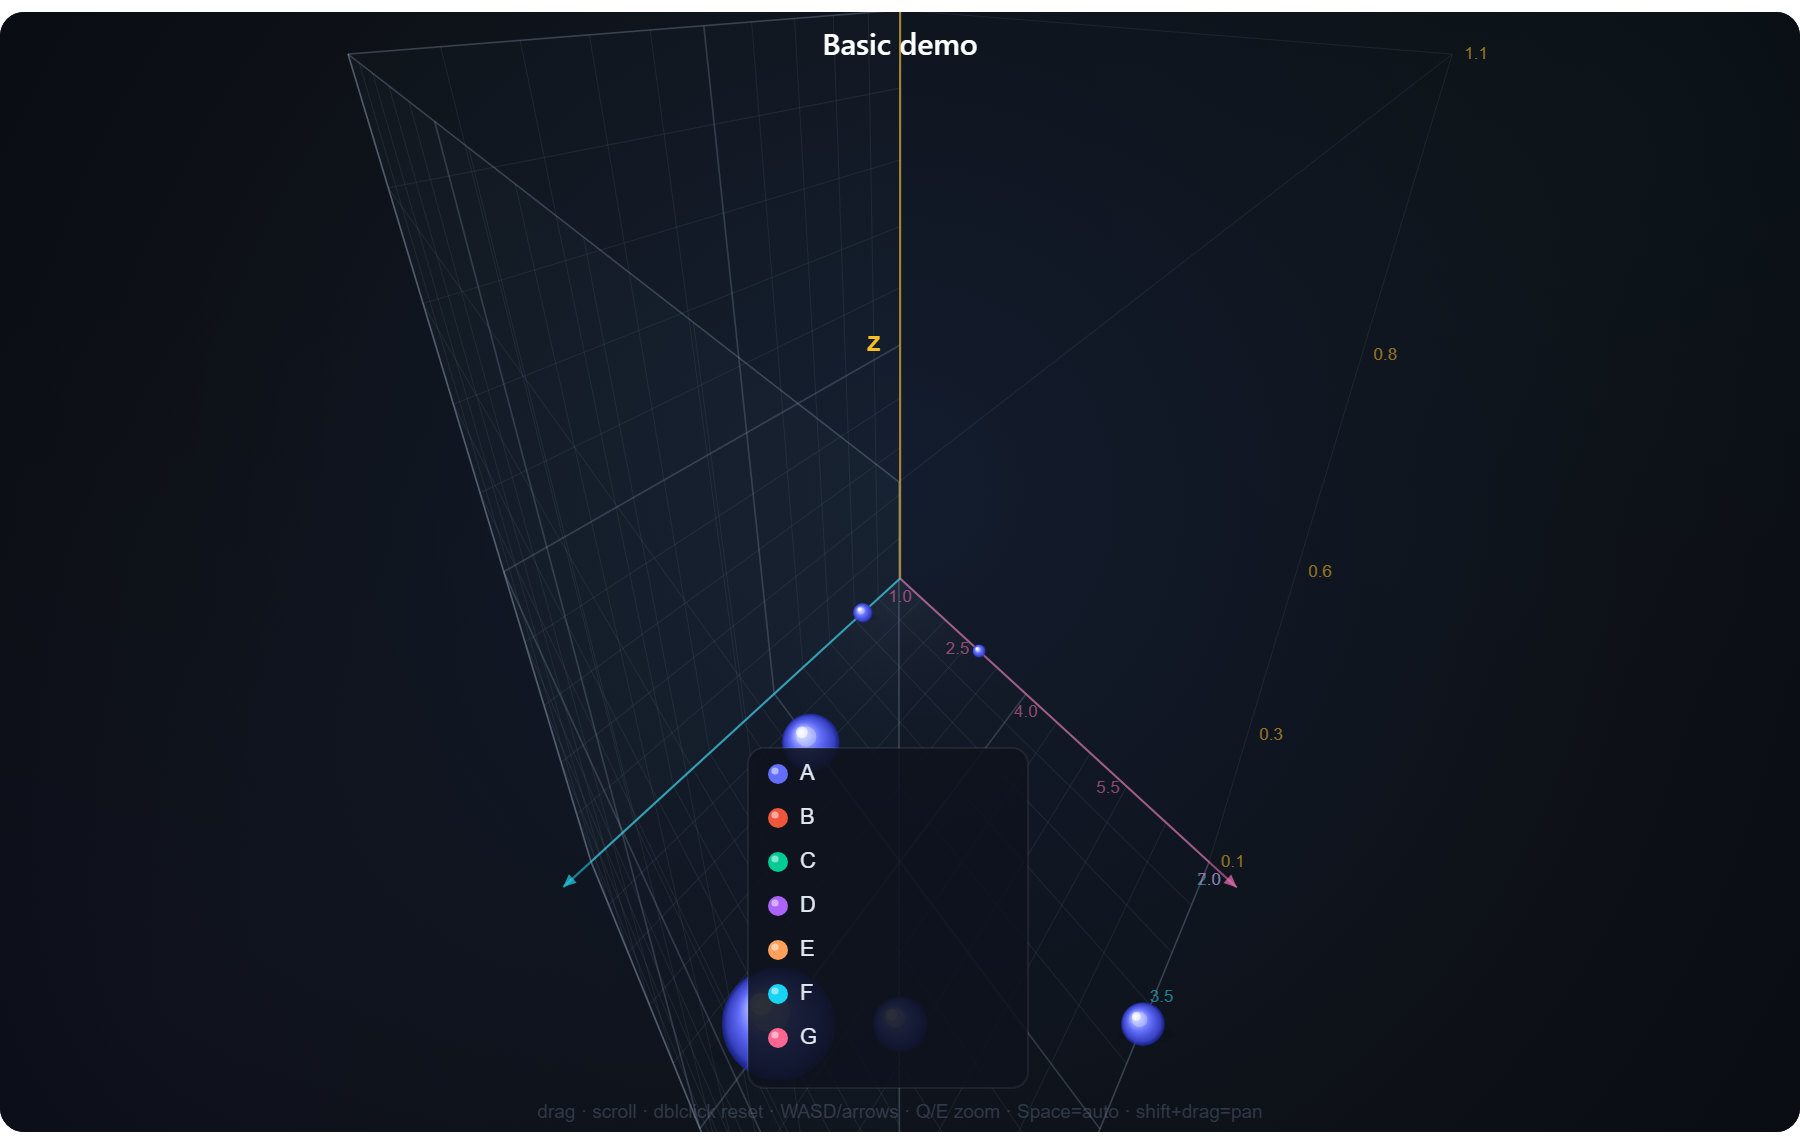 Basic demo
1.1
Z
0.8
0.6
1.0
2.5
4.0
0.3
5.5
0.1
7.0
3.5
A
B
C
D
E
F
G
drag · scroll · dblclick reset · WASD/arrows · Q/E zoom · Space=auto · shift+drag=pan